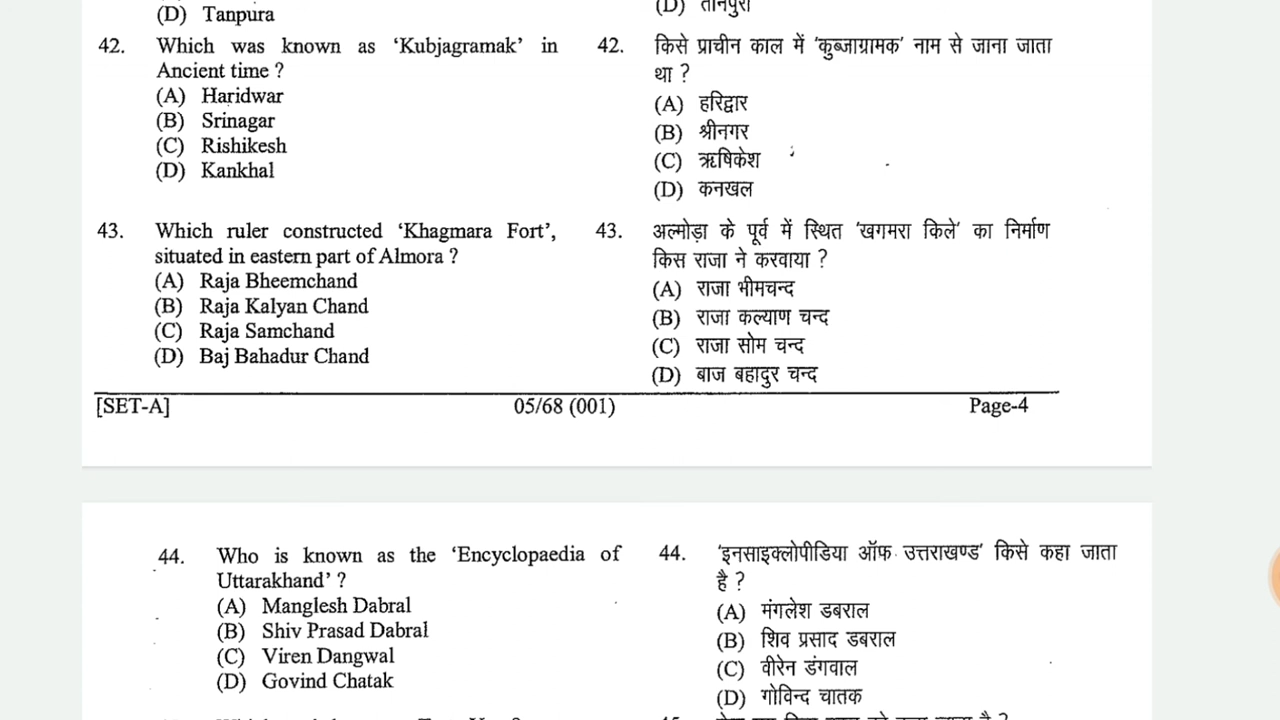 (D) Tanpura
(D) तानपुरा
42. Which was known as ‘Kubjagramak’ in
Ancient time ?
(A) Haridwar
(B) Srinagar
(C) Rishikesh
(D) Kankhal
42. किसे प्राचीन काल में ‘कुब्जाग्रामक’ नाम से जाना जाता
था ?
(A) हरिद्वार
(B) श्रीनगर
(C) ऋषिकेश
(D) कनखल
43. Which ruler constructed ‘Khagmara Fort’,
situated in eastern part of Almora ?
(A) Raja Bheemchand
(B) Raja Kalyan Chand
(C) Raja Samchand
(D) Baj Bahadur Chand
43. अल्मोड़ा के पूर्व में स्थित ‘खगमरा किले’ का निर्माण
किस राजा ने करवाया ?
(A) राजा भीमचन्द
(B) राजा कल्याण चन्द
(C) राजा सोम चन्द
(D) बाज बहादुर चन्द
[SET-A] 05/68 (001) Page-4
44. Who is known as the ‘Encyclopaedia of
Uttarakhand’ ?
(A) Manglesh Dabral
(B) Shiv Prasad Dabral
(C) Viren Dangwal
(D) Govind Chatak
44. ‘इनसाइक्लोपीडिया ऑफ उत्तराखण्ड’ किसे कहा जाता
है ?
(A) मंगलेश डबराल
(B) शिव प्रसाद डबराल
(C) वीरेन डंगवाल
(D) गोविन्द चातक